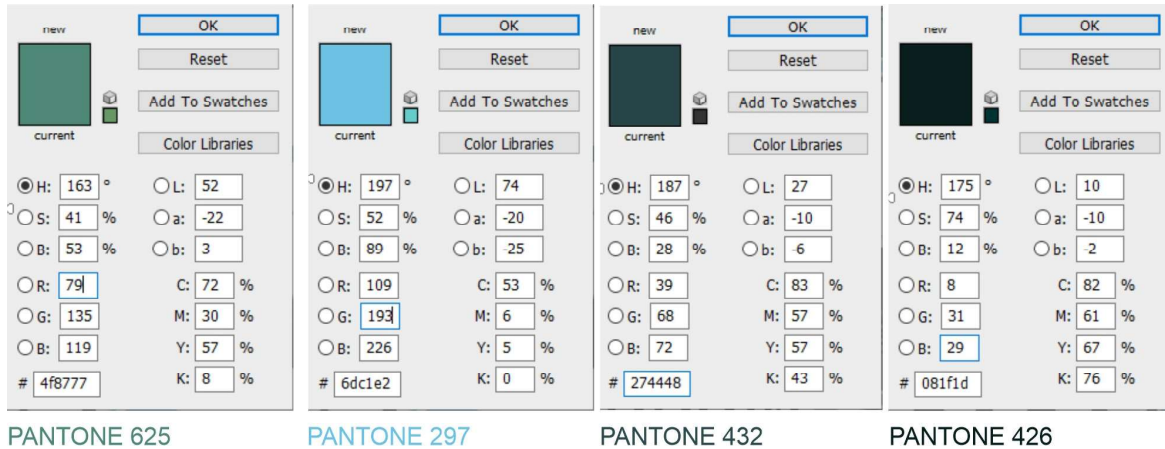 new
OK
Reset
Add To Swatches
current
Color Libraries
H: 163 °
L: 52
S: 41 %
a: -22
B: 53 %
b: 3
R: 79
C: 72 %
G: 135
M: 30 %
B: 119
Y: 57 %
# 4f8777
K: 8 %
PANTONE 625
new
OK
Reset
Add To Swatches
current
Color Libraries
H: 197 °
L: 74
S: 52 %
a: -20
B: 89 %
b: -25
R: 109
C: 53 %
G: 193
M: 6 %
B: 226
Y: 5 %
# 6dc1e2
K: 0 %
PANTONE 297
new
OK
Reset
Add To Swatches
current
Color Libraries
H: 187 °
L: 27
S: 46 %
a: -10
B: 28 %
b: -6
R: 39
C: 83 %
G: 68
M: 57 %
B: 72
Y: 57 %
# 274448
K: 43 %
PANTONE 432
new
OK
Reset
Add To Swatches
current
Color Libraries
H: 175 °
L: 10
S: 74 %
a: -10
B: 12 %
b: -2
R: 8
C: 82 %
G: 31
M: 61 %
B: 29
Y: 67 %
# 081f1d
K: 76 %
PANTONE 426